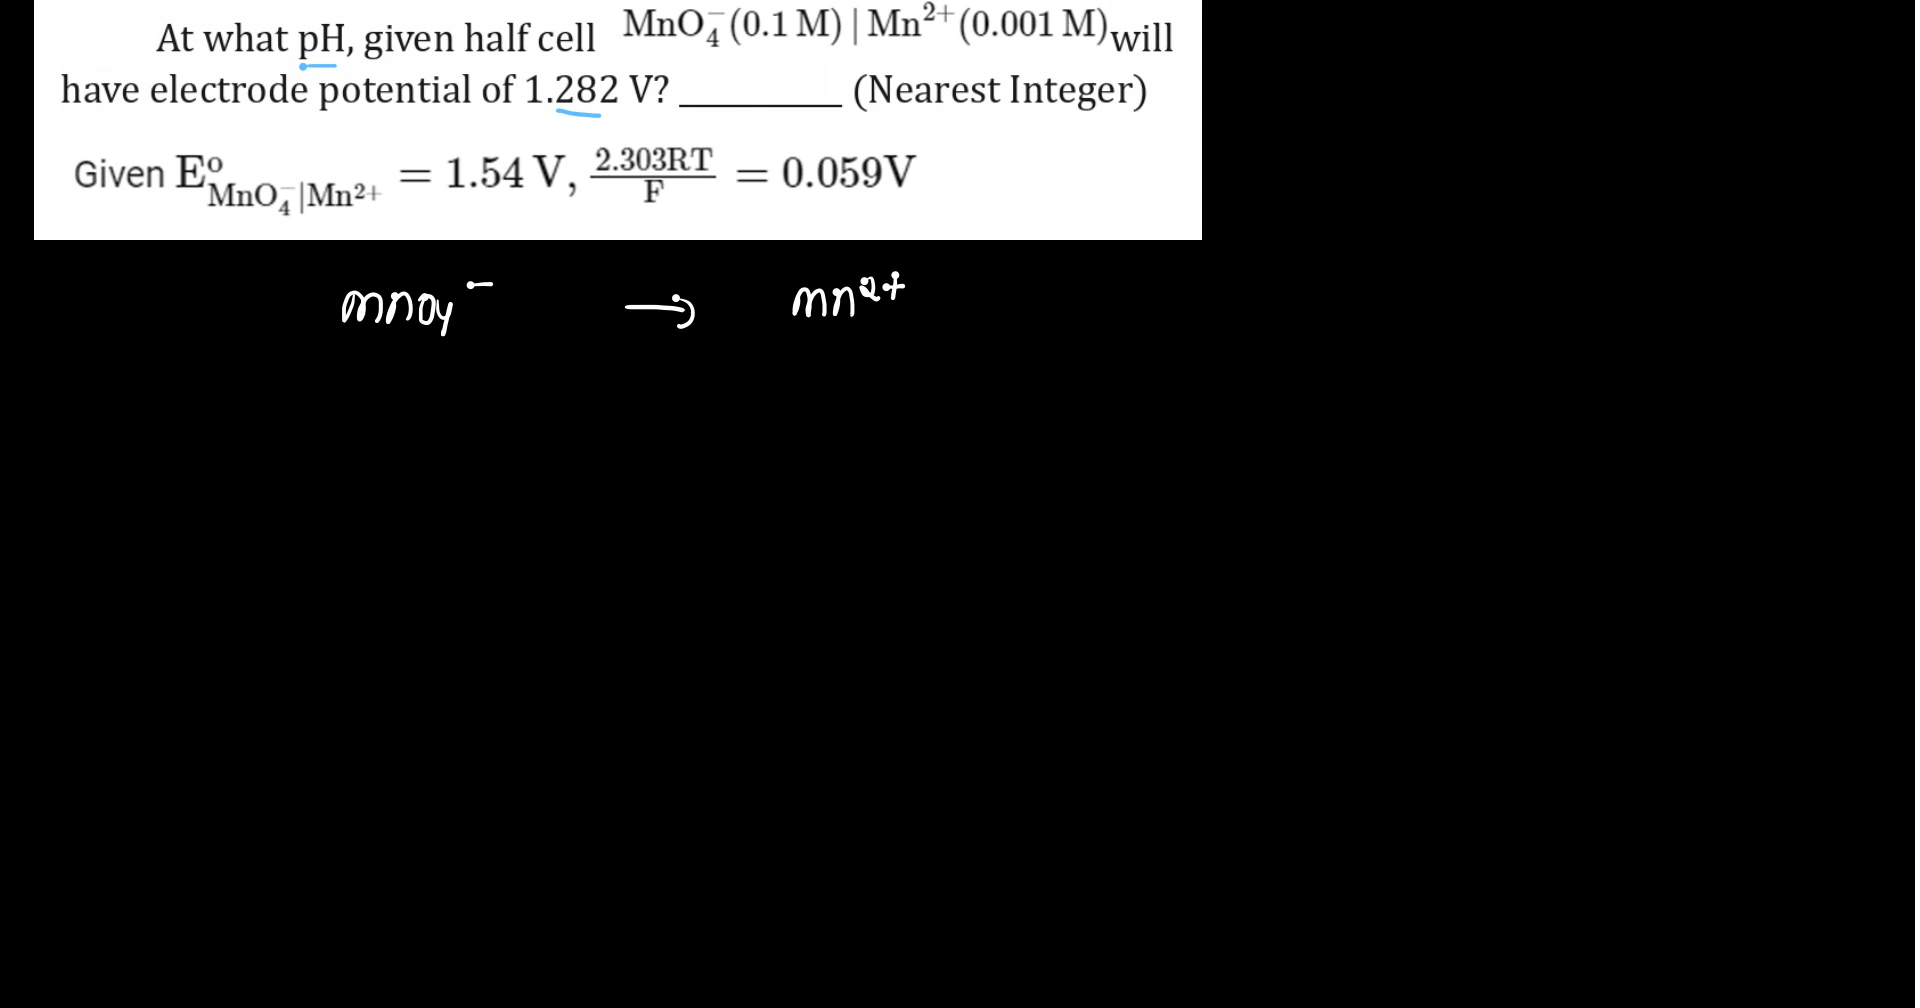 At what pH, given half cell MnO₄⁻(0.1 M) | Mn²⁺(0.001 M) will
have electrode potential of 1.282 V? ________ (Nearest Integer)
Given E°MnO₄⁻|Mn²⁺ = 1.54 V, 2.303RT/F = 0.059V
mno4⁻ → mn²⁺